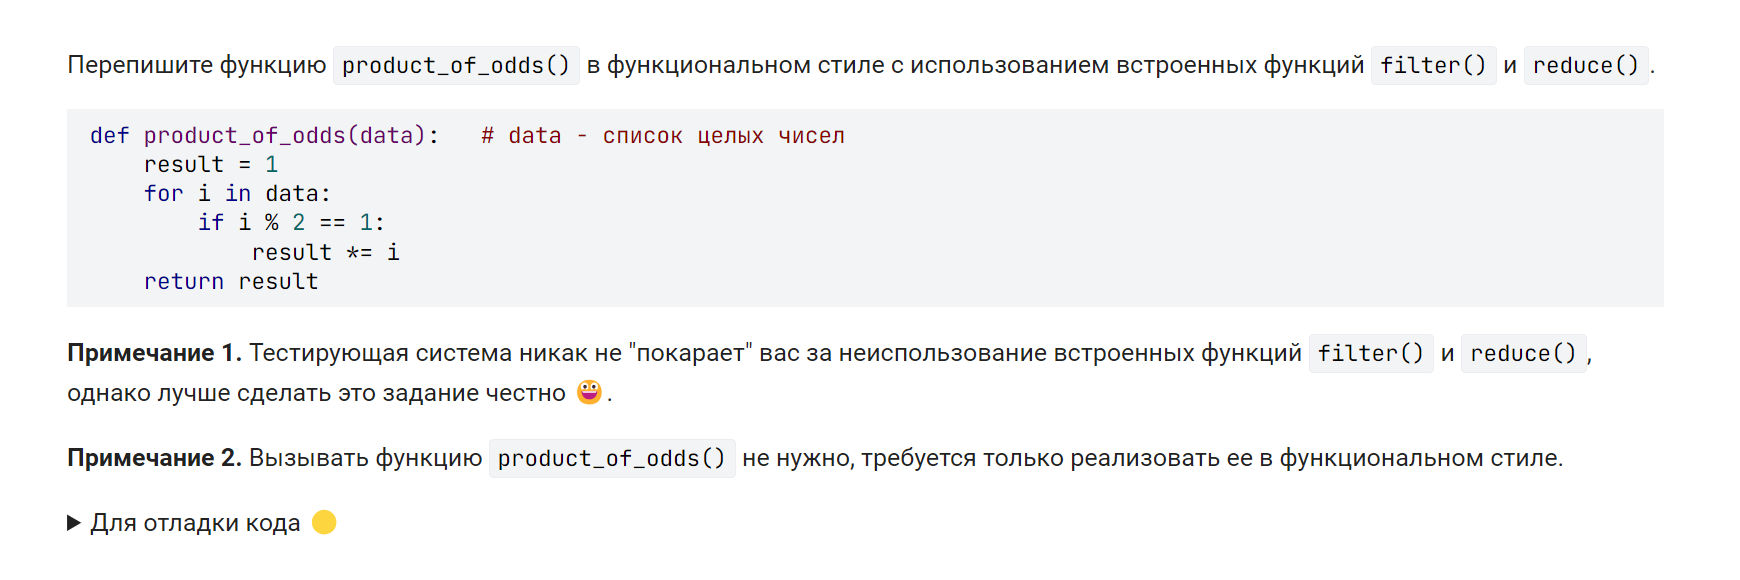 Перепишите функцию product_of_odds() в функциональном стиле с использованием встроенных функций filter() и reduce().
def product_of_odds(data):   # data - список целых чисел
    result = 1
    for i in data:
        if i % 2 == 1:
            result *= i
    return result
Примечание 1. Тестирующая система никак не "покарает" вас за неиспользование встроенных функций filter() и reduce(),
однако лучше сделать это задание честно 😀.
Примечание 2. Вызывать функцию product_of_odds() не нужно, требуется только реализовать ее в функциональном стиле.
▶ Для отладки кода 🟡